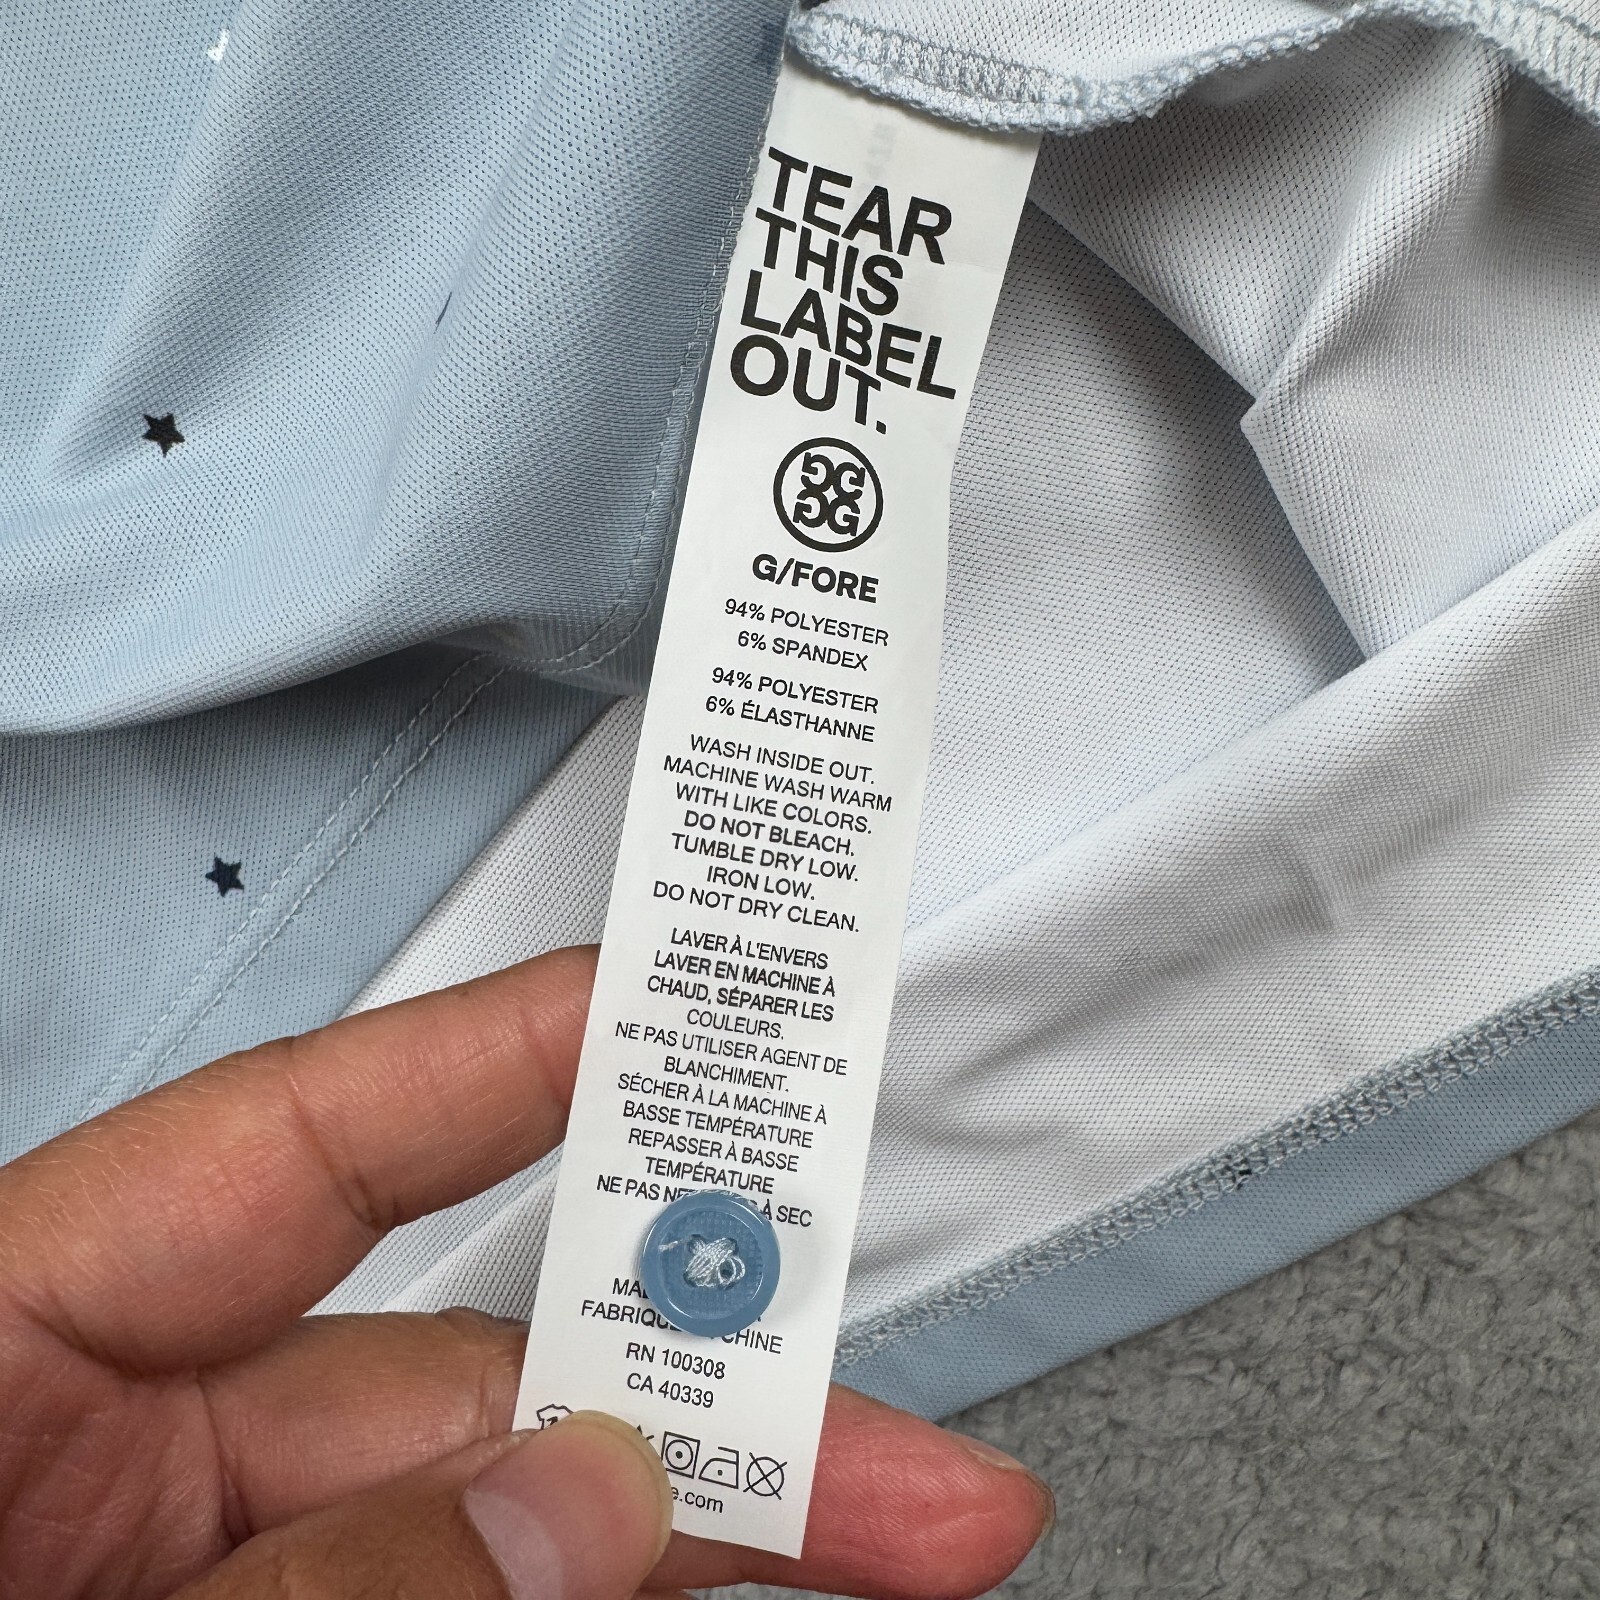 TEAR
THIS
LABEL
OUT.
G/FORE
94% POLYESTER
6% SPANDEX
94% POLYESTER
6% ÉLASTHANNE
WASH INSIDE OUT.
MACHINE WASH WARM
WITH LIKE COLORS.
DO NOT BLEACH.
TUMBLE DRY LOW.
IRON LOW.
DO NOT DRY CLEAN.
LAVER À L'ENVERS
LAVER EN MACHINE À
CHAUD, SÉPARER LES
COULEURS.
NE PAS UTILISER AGENT DE
BLANCHIMENT.
SÉCHER À LA MACHINE À
BASSE TEMPÉRATURE
REPASSER À BASSE
TEMPÉRATURE
NE PAS À SEC
CHINE
RN 100308
CA 40339